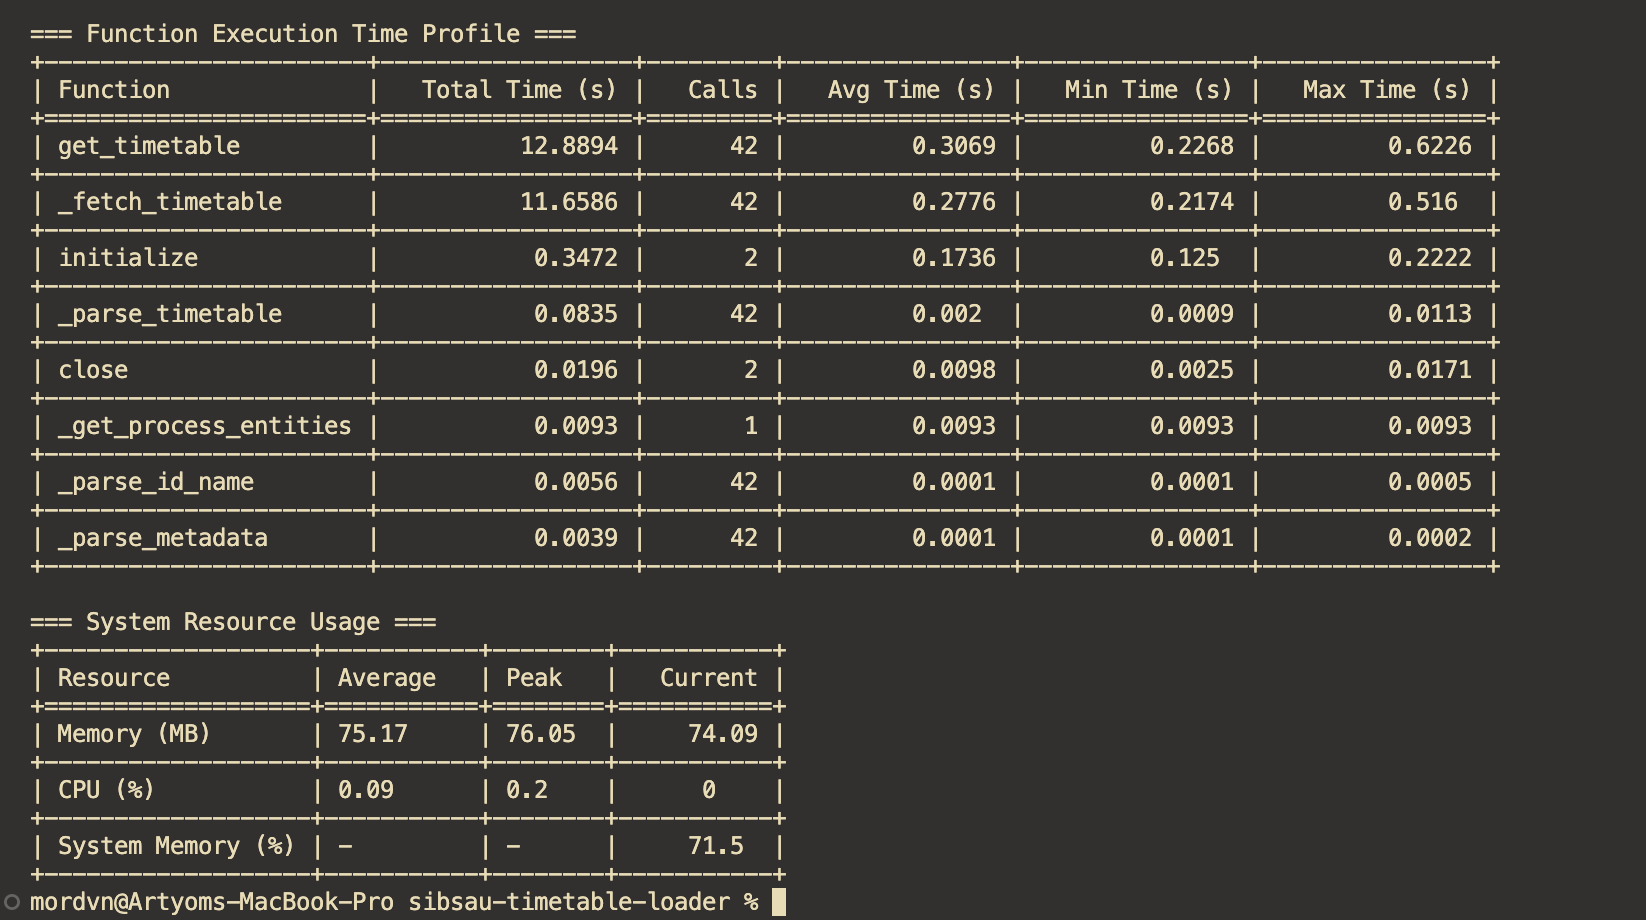 === Function Execution Time Profile ===
+-----------------------+------------------+---------+----------------+----------------+----------------+
| Function              |   Total Time (s) |   Calls |   Avg Time (s) |   Min Time (s) |   Max Time (s) |
+=======================+==================+=========+================+================+================+
| get_timetable         |          12.8894 |      42 |         0.3069 |         0.2268 |         0.6226 |
+-----------------------+------------------+---------+----------------+----------------+----------------+
| _fetch_timetable      |          11.6586 |      42 |         0.2776 |         0.2174 |         0.516  |
+-----------------------+------------------+---------+----------------+----------------+----------------+
| initialize            |           0.3472 |       2 |         0.1736 |         0.125  |         0.2222 |
+-----------------------+------------------+---------+----------------+----------------+----------------+
| _parse_timetable      |           0.0835 |      42 |         0.002  |         0.0009 |         0.0113 |
+-----------------------+------------------+---------+----------------+----------------+----------------+
| close                 |           0.0196 |       2 |         0.0098 |         0.0025 |         0.0171 |
+-----------------------+------------------+---------+----------------+----------------+----------------+
| _get_process_entities |           0.0093 |       1 |         0.0093 |         0.0093 |         0.0093 |
+-----------------------+------------------+---------+----------------+----------------+----------------+
| _parse_id_name        |           0.0056 |      42 |         0.0001 |         0.0001 |         0.0005 |
+-----------------------+------------------+---------+----------------+----------------+----------------+
| _parse_metadata       |           0.0039 |      42 |         0.0001 |         0.0001 |         0.0002 |
+-----------------------+------------------+---------+----------------+----------------+----------------+
=== System Resource Usage ===
+-------------------+-----------+--------+-----------+
| Resource          | Average   | Peak   |   Current |
+===================+===========+========+===========+
| Memory (MB)       | 75.17     | 76.05  |     74.09 |
+-------------------+-----------+--------+-----------+
| CPU (%)           | 0.09      | 0.2    |      0    |
+-------------------+-----------+--------+-----------+
| System Memory (%) | -         | -      |     71.5  |
+-------------------+-----------+--------+-----------+
mordvn@Artyoms-MacBook-Pro sibsau-timetable-loader %